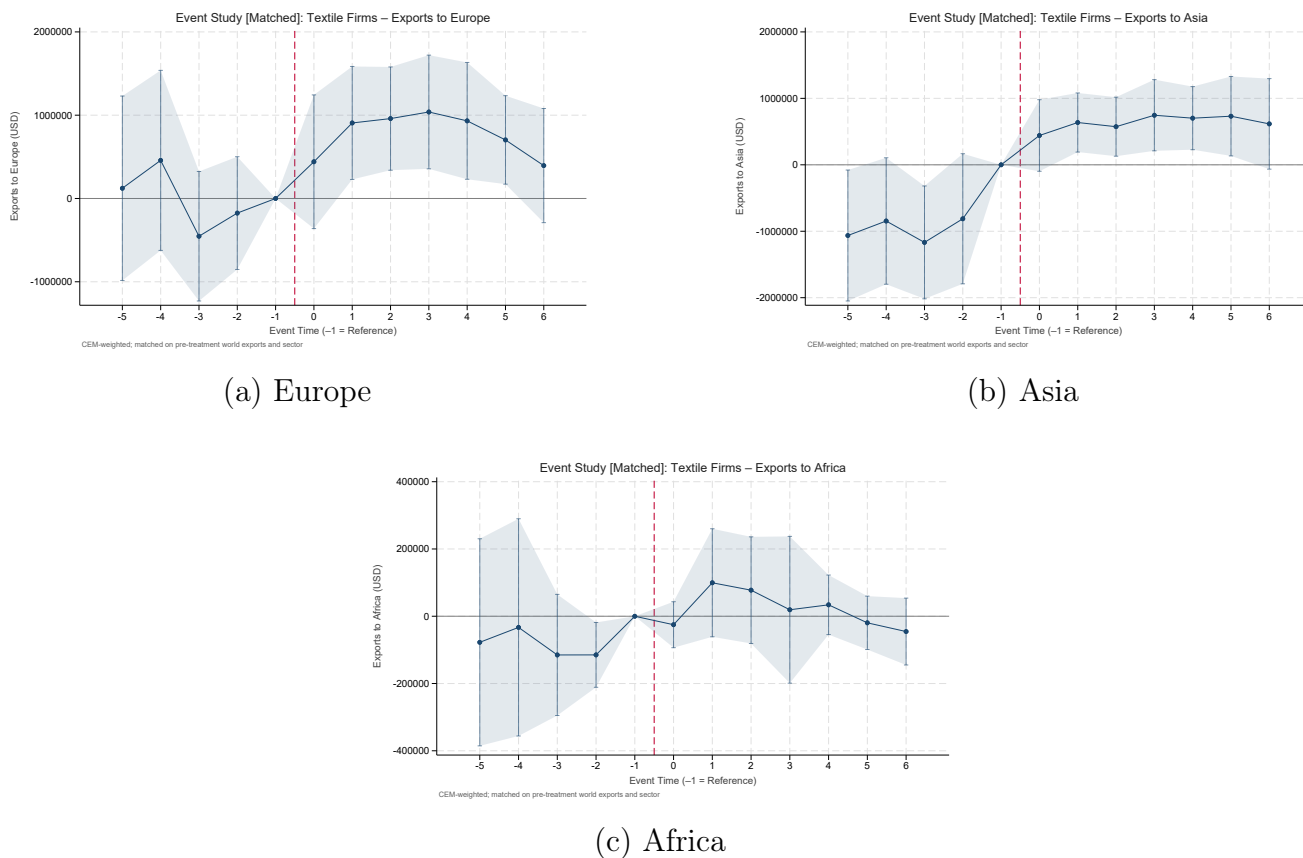 Event Study [Matched]: Textile Firms – Exports to Europe
2000000
1000000
0
-1000000
Exports to Europe (USD)
-5 -4 -3 -2 -1 0 1 2 3 4 5 6
Event Time (–1 = Reference)
CEM-weighted; matched on pre-treatment world exports and sector
(a) Europe
Event Study [Matched]: Textile Firms – Exports to Asia
2000000
1000000
0
-1000000
-2000000
Exports to Asia (USD)
-5 -4 -3 -2 -1 0 1 2 3 4 5 6
Event Time (–1 = Reference)
CEM-weighted; matched on pre-treatment world exports and sector
(b) Asia
Event Study [Matched]: Textile Firms – Exports to Africa
400000
200000
0
-200000
-400000
Exports to Africa (USD)
-5 -4 -3 -2 -1 0 1 2 3 4 5 6
Event Time (–1 = Reference)
CEM-weighted; matched on pre-treatment world exports and sector
(c) Africa